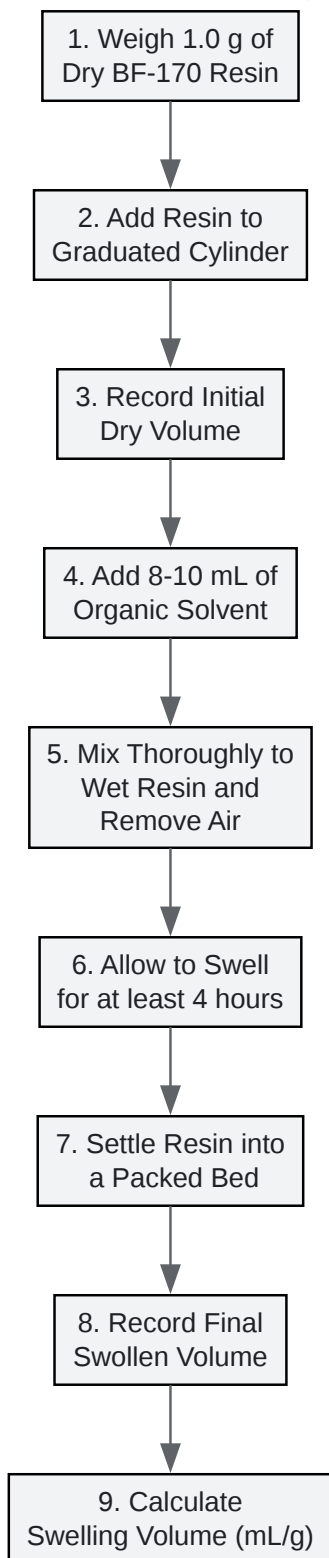 1. Weigh 1.0 g of
Dry BF-170 Resin
2. Add Resin to
Graduated Cylinder
3. Record Initial
Dry Volume
4. Add 8-10 mL of
Organic Solvent
5. Mix Thoroughly to
Wet Resin and
Remove Air
6. Allow to Swell
for at least 4 hours
7. Settle Resin into
a Packed Bed
8. Record Final
Swollen Volume
9. Calculate
Swelling Volume (mL/g)